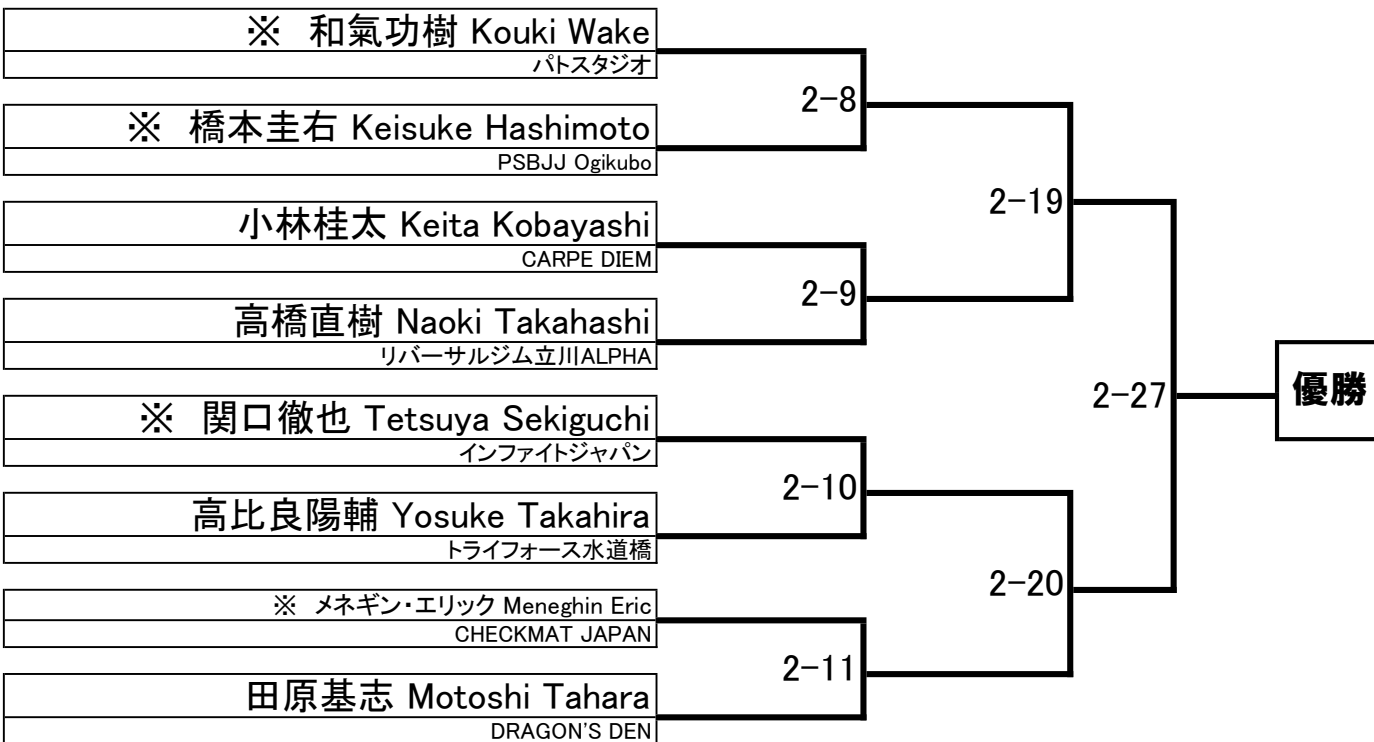 ※ 和氣功樹 Kouki Wake
パトスタジオ
2-8
※ 橋本圭右 Keisuke Hashimoto
PSBJJ Ogikubo
2-19
小林桂太 Keita Kobayashi
CARPE DIEM
2-9
高橋直樹 Naoki Takahashi
リバーサルジム立川ALPHA
2-27
優勝
※ 関口徹也 Tetsuya Sekiguchi
インファイトジャパン
2-10
高比良陽輔 Yosuke Takahira
トライフォース水道橋
2-20
※ メネギン・エリック Meneghin Eric
CHECKMAT JAPAN
2-11
田原基志 Motoshi Tahara
DRAGON'S DEN